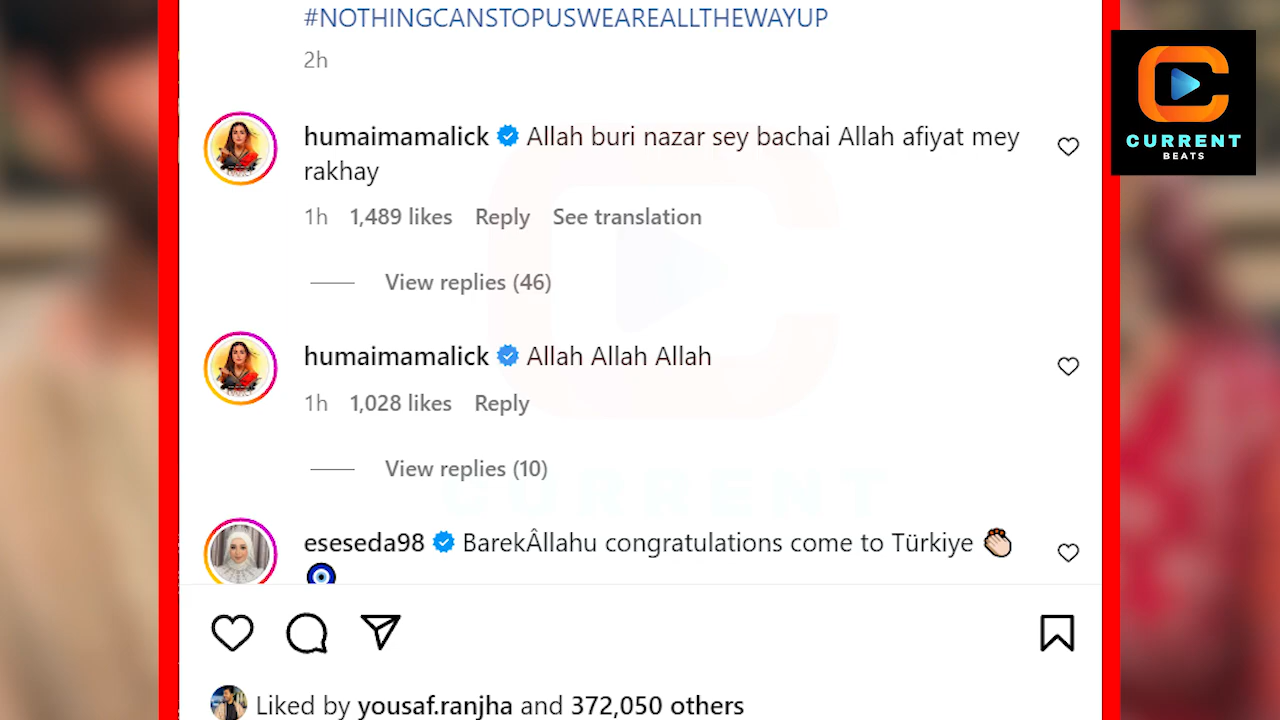 #NOTHINGCANSTOPUSWEAREALLTHEWAYUP
2h
CURRENT
BEATS
humaimamalick Allah buri nazar sey bachai Allah afiyat mey
rakhay
1h 1,489 likes Reply See translation
View replies (46)
humaimamalick Allah Allah Allah
1h 1,028 likes Reply
View replies (10)
CURRENT
eseseda98 BarekÂllahu congratulations come to Türkiye 👏
🧿
Liked by yousaf.ranjha and 372,050 others